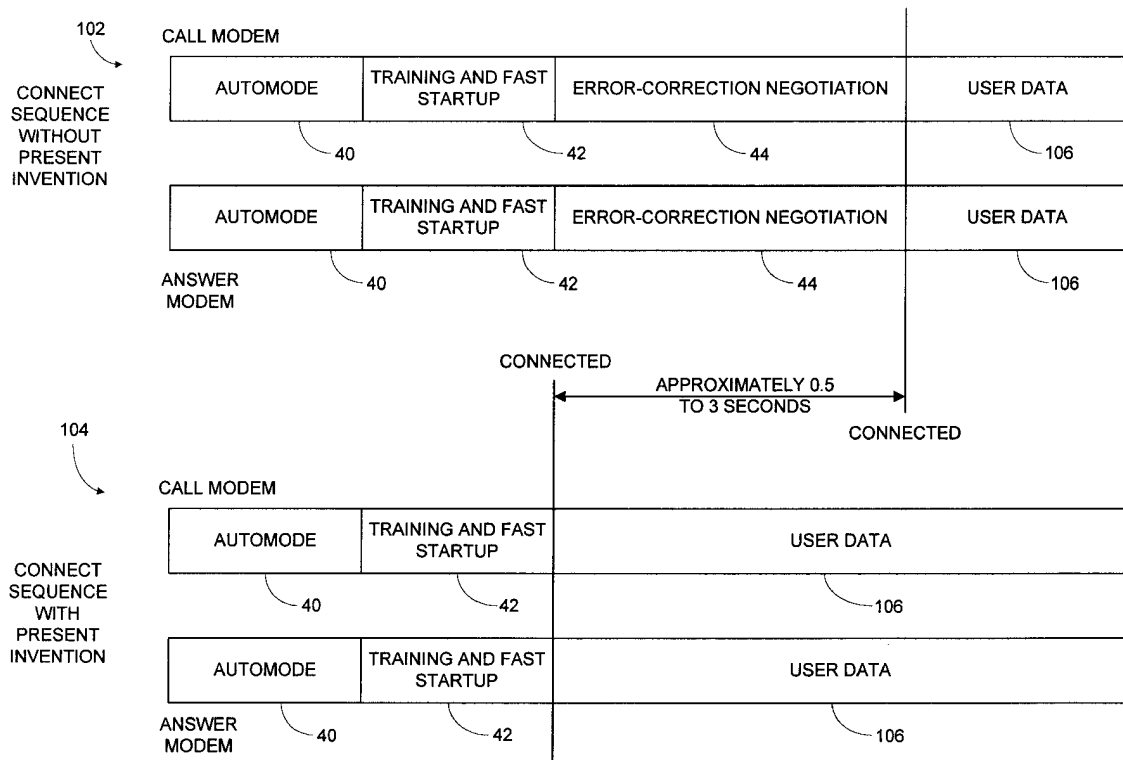 102
CALL MODEM
CONNECT
SEQUENCE
WITHOUT
PRESENT
INVENTION
AUTOMODE
TRAINING AND FAST
STARTUP
ERROR-CORRECTION NEGOTIATION
USER DATA
40
42
44
106
AUTOMODE
TRAINING AND FAST
STARTUP
ERROR-CORRECTION NEGOTIATION
USER DATA
ANSWER
MODEM
40
42
44
106
CONNECTED
APPROXIMATELY 0.5
TO 3 SECONDS
CONNECTED
104
CALL MODEM
CONNECT
SEQUENCE
WITH
PRESENT
INVENTION
AUTOMODE
TRAINING AND FAST
STARTUP
USER DATA
40
42
106
AUTOMODE
TRAINING AND FAST
STARTUP
USER DATA
ANSWER
MODEM
40
42
106